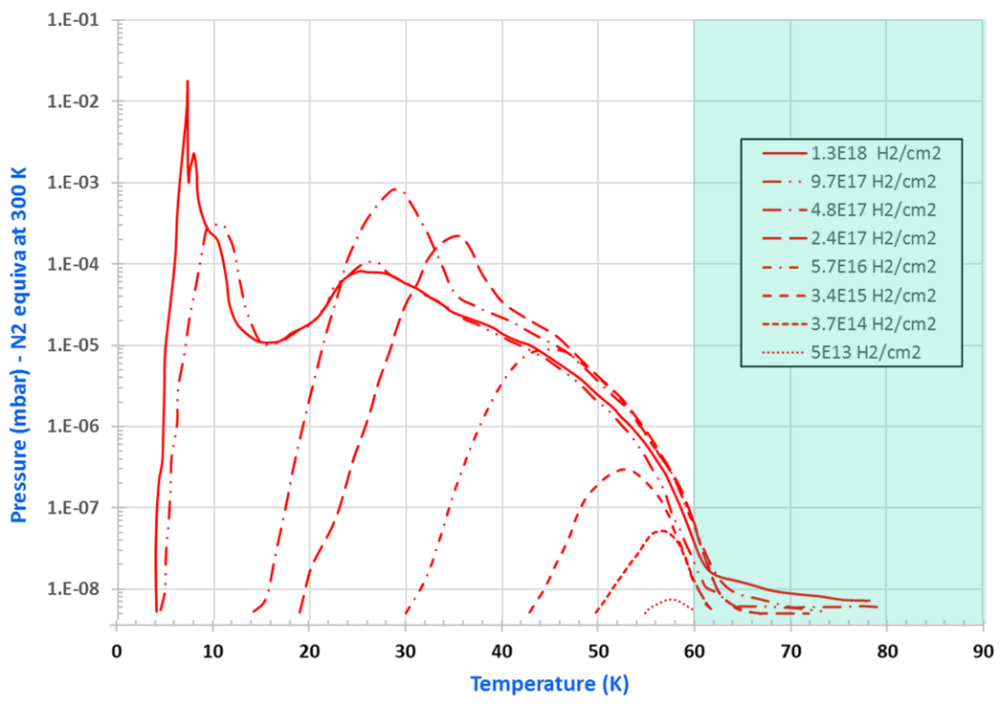 1.E-01
1.E-02
1.E-03
1.E-04
1.E-05
1.E-06
1.E-07
1.E-08
Pressure (mbar) - N2 equiva at 300 K
1.3E18 H2/cm2
9.7E17 H2/cm2
4.8E17 H2/cm2
2.4E17 H2/cm2
5.7E16 H2/cm2
3.4E15 H2/cm2
3.7E14 H2/cm2
5E13 H2/cm2
0 10 20 30 40 50 60 70 80 90
Temperature (K)